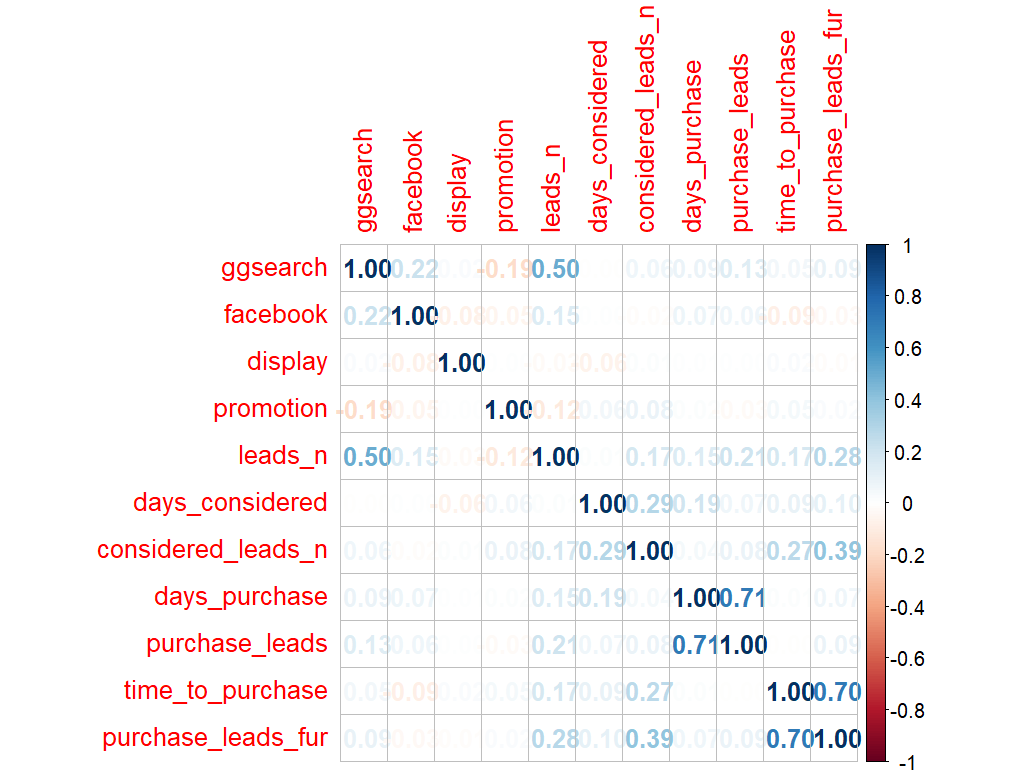 ggsearch facebook display promotion leads_n days_considered considered_leads_n days_purchase purchase_leads time_to_purchase purchase_leads_fur
ggsearch 1.00 0.22 -0.19 0.50 0.06 0.09 0.13 0.05 0.09 1
facebook 0.22 1.00 -0.08 0.05 0.15 0.07 0.06 -0.09 0.03 0.8
display -0.08 1.00 -0.06 0.6
promotion -0.19 0.05 1.00 -0.12 0.06 0.08 0.05 0.4
leads_n 0.50 0.15 -0.12 1.00 0.17 0.15 0.21 0.17 0.28 0.2
days_considered -0.06 0.06 1.00 0.29 0.19 0.07 0.09 0.10 0
considered_leads_n 0.06 0.08 0.17 0.29 1.00 0.04 0.08 0.27 0.39 -0.2
days_purchase 0.09 0.07 0.15 0.19 0.04 1.00 0.71 0.07 -0.4
purchase_leads 0.13 0.06 0.21 0.07 0.08 0.71 1.00 0.09 -0.6
time_to_purchase 0.05 -0.09 0.05 0.17 0.09 0.27 1.00 0.70 -0.8
purchase_leads_fur 0.09 0.03 0.28 0.10 0.39 0.07 0.09 0.70 1.00 -1